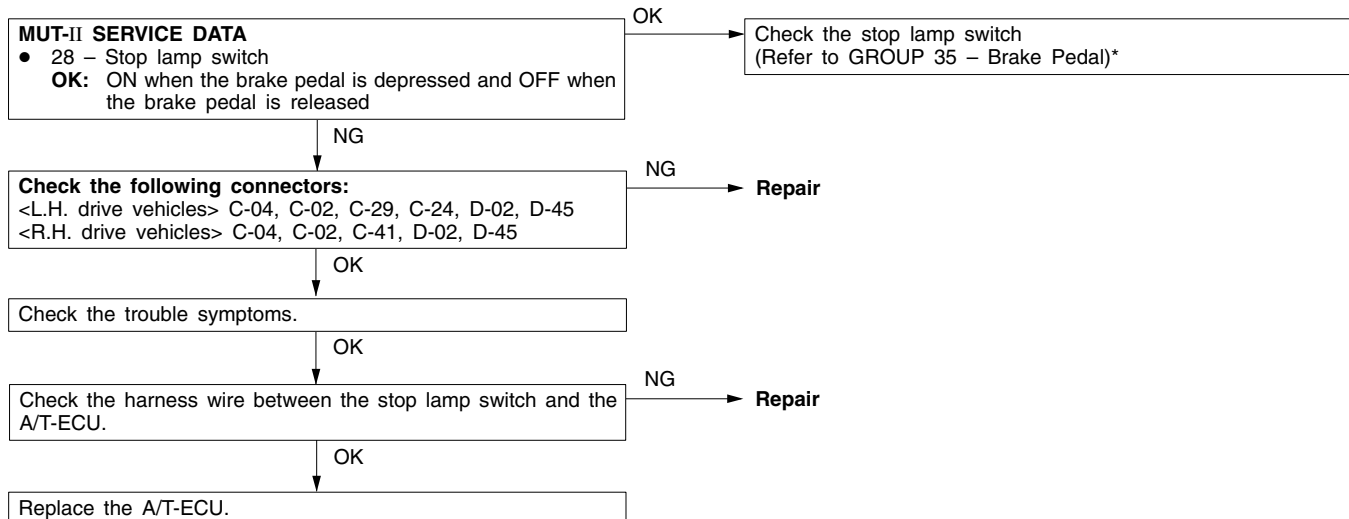 MUT-II SERVICE DATA
● 28 – Stop lamp switch
OK: ON when the brake pedal is depressed and OFF when
the brake pedal is released
OK
Check the stop lamp switch
(Refer to GROUP 35 – Brake Pedal)*
NG
Check the following connectors:
<L.H. drive vehicles> C-04, C-02, C-29, C-24, D-02, D-45
<R.H. drive vehicles> C-04, C-02, C-41, D-02, D-45
NG
Repair
OK
Check the trouble symptoms.
OK
Check the harness wire between the stop lamp switch and the
A/T-ECU.
NG
Repair
OK
Replace the A/T-ECU.